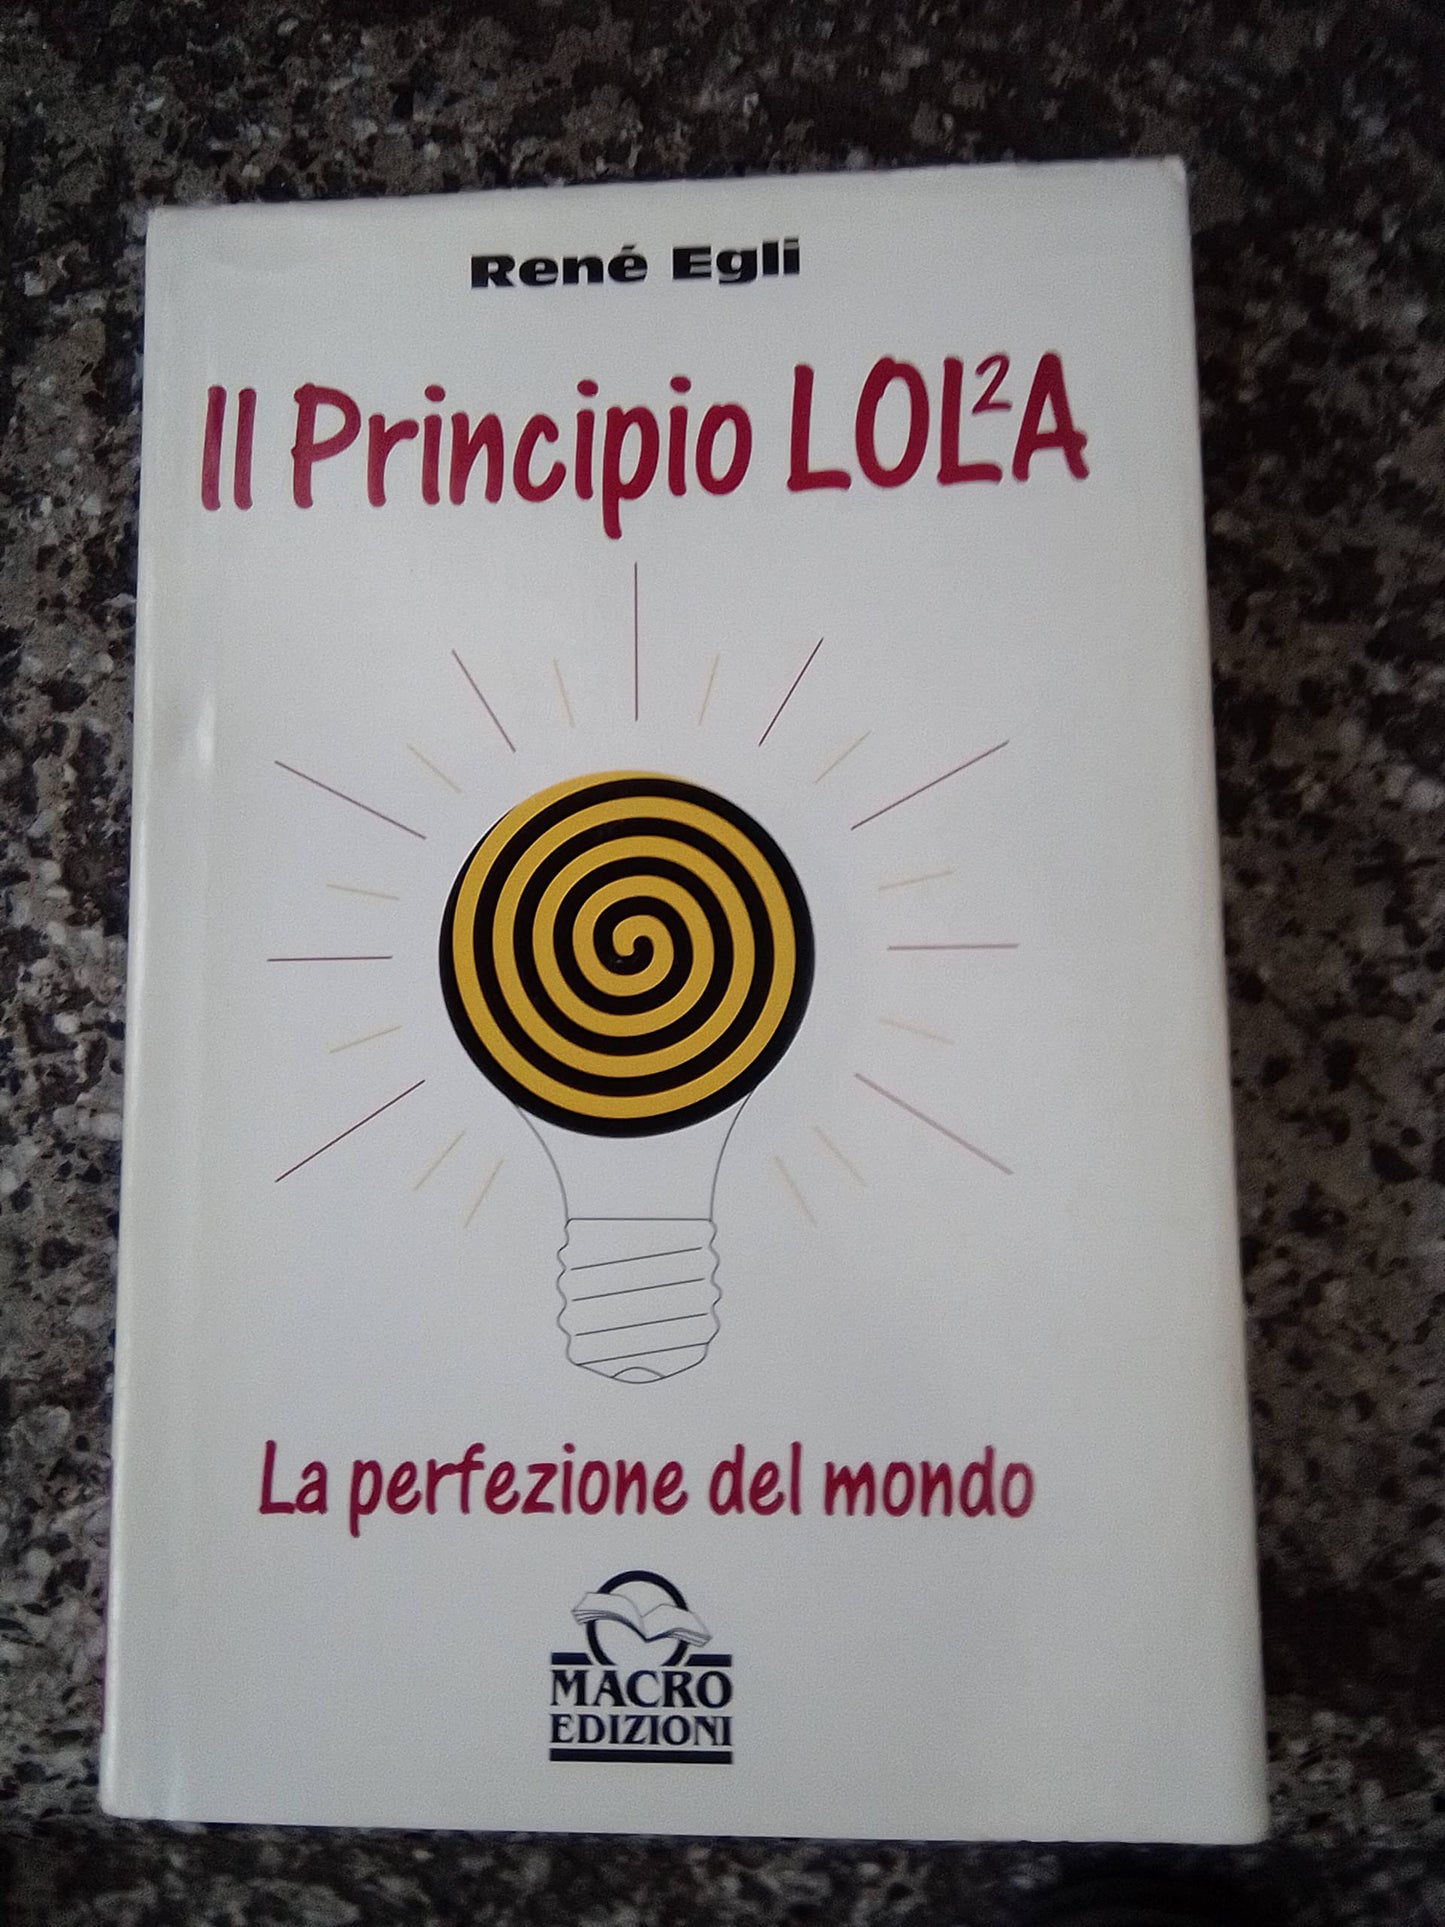 René Egli
Il Principio LOL²A
La perfezione del mondo
MACRO
EDIZIONI